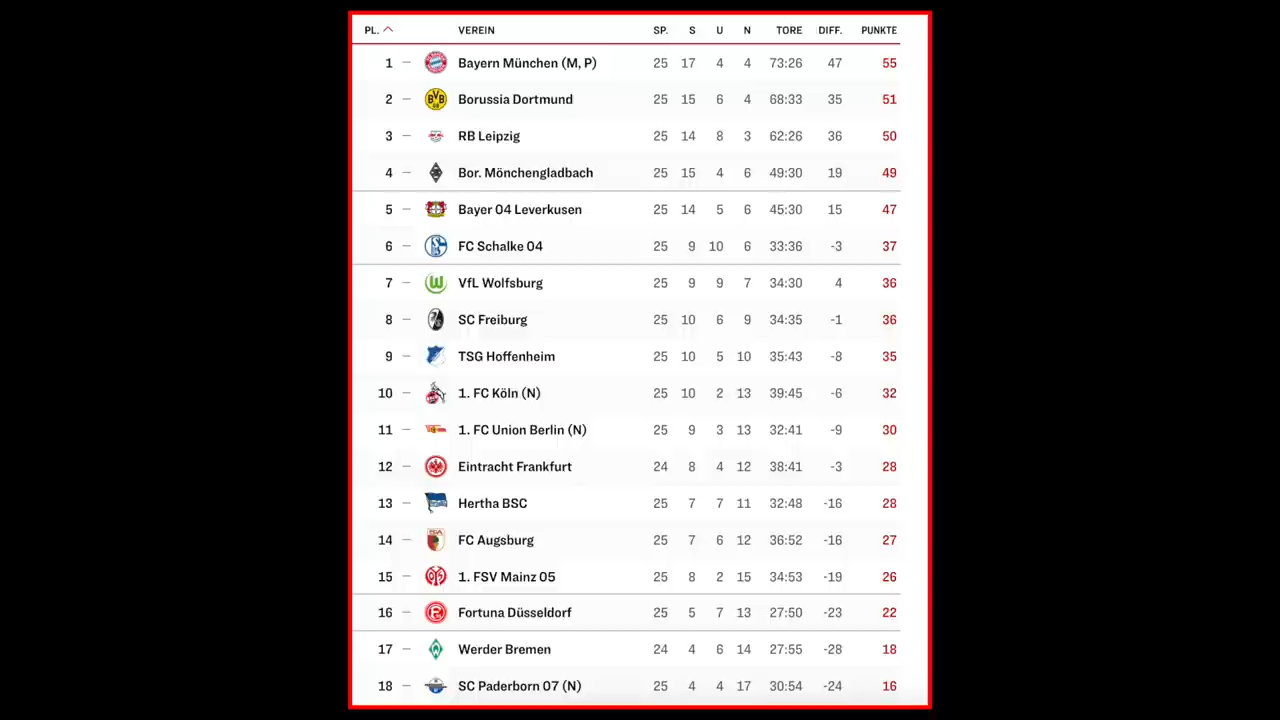 PL. VEREIN SP. S U N TORE DIFF. PUNKTE
1 – Bayern München (M, P) 25 17 4 4 73:26 47 55
2 – Borussia Dortmund 25 15 6 4 68:33 35 51
3 – RB Leipzig 25 14 8 3 62:26 36 50
4 – Bor. Mönchengladbach 25 15 4 6 49:30 19 49
5 – Bayer 04 Leverkusen 25 14 5 6 45:30 15 47
6 – FC Schalke 04 25 9 10 6 33:36 -3 37
7 – VfL Wolfsburg 25 9 9 7 34:30 4 36
8 – SC Freiburg 25 10 6 9 34:35 -1 36
9 – TSG Hoffenheim 25 10 5 10 35:43 -8 35
10 – 1. FC Köln (N) 25 10 2 13 39:45 -6 32
11 – 1. FC Union Berlin (N) 25 9 3 13 32:41 -9 30
12 – Eintracht Frankfurt 24 8 4 12 38:41 -3 28
13 – Hertha BSC 25 7 7 11 32:48 -16 28
14 – FC Augsburg 25 7 6 12 36:52 -16 27
15 – 1. FSV Mainz 05 25 8 2 15 34:53 -19 26
16 – Fortuna Düsseldorf 25 5 7 13 27:50 -23 22
17 – Werder Bremen 24 4 6 14 27:55 -28 18
18 – SC Paderborn 07 (N) 25 4 4 17 30:54 -24 16